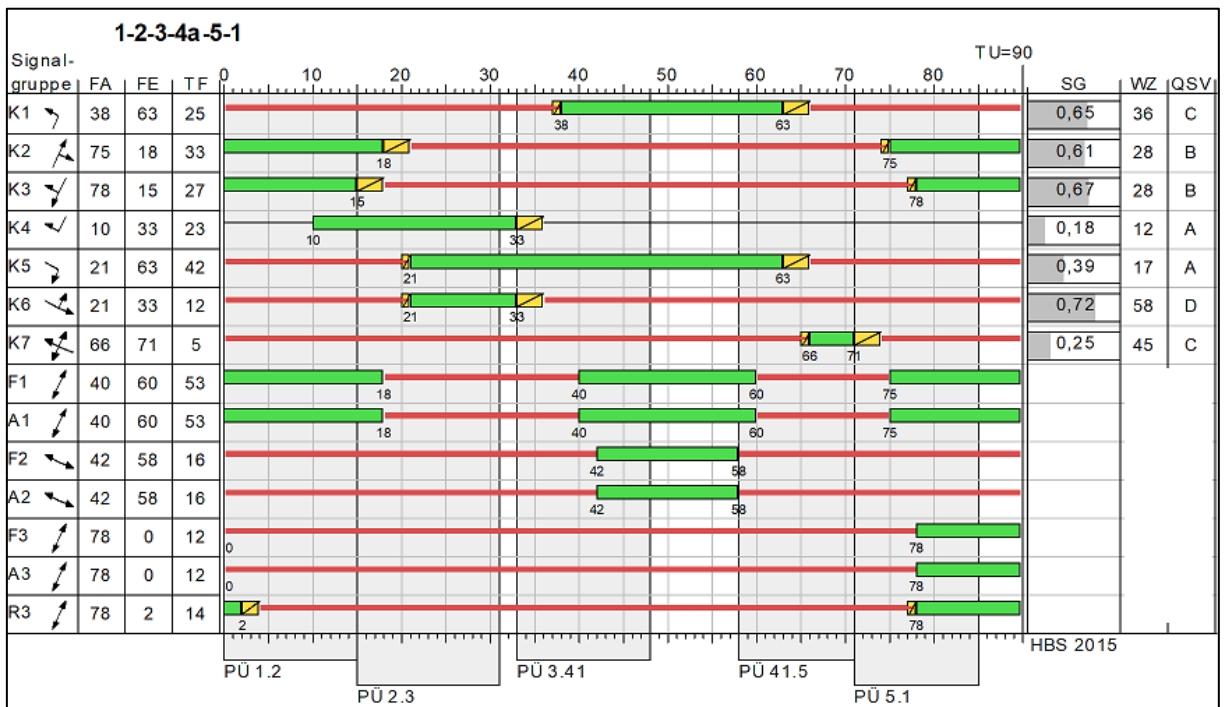 1-2-3-4a-5-1
TU=90
Signal-
gruppe FA FE TF 0 10 20 30 40 50 60 70 80 SG WZ QSV
K1 38 63 25 38 63 0,65 36 C
K2 75 18 33 18 75 0,61 28 B
K3 78 15 27 15 78 0,67 28 B
K4 10 33 23 10 33 0,18 12 A
K5 21 63 42 21 63 0,39 17 A
K6 21 33 12 21 33 0,72 58 D
K7 66 71 5 66 71 0,25 45 C
F1 40 60 53 18 40 60 75
A1 40 60 53 18 40 60 75
F2 42 58 16 42 58
A2 42 58 16 42 58
F3 78 0 12 0 78
A3 78 0 12 0 78
R3 78 2 14 2 78
HBS 2015
PÜ 1.2 PÜ 3.41 PÜ 41.5
PÜ 2.3 PÜ 5.1